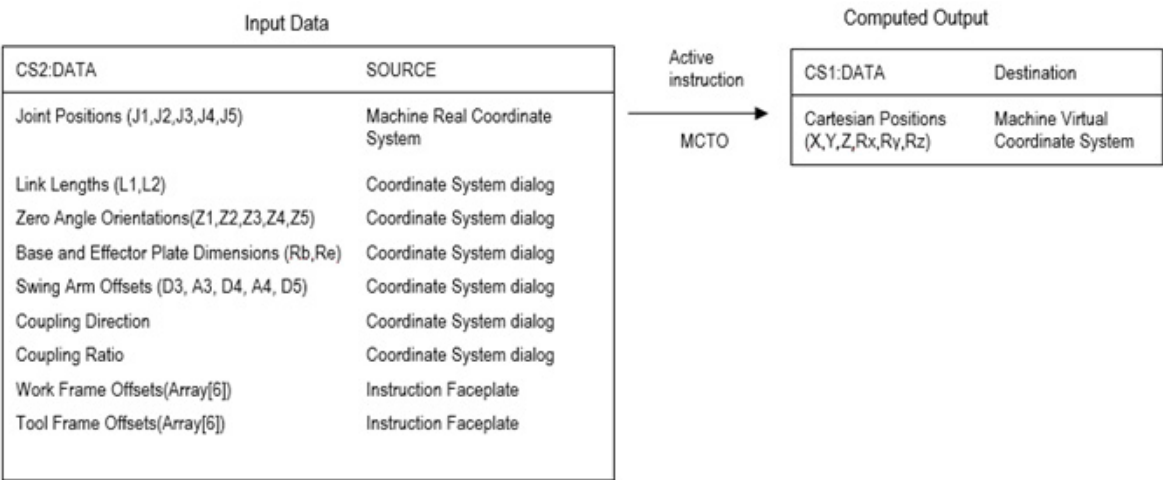 Input Data
Computed Output
CS2:DATA SOURCE
Joint Positions (J1,J2,J3,J4,J5) Machine Real Coordinate
System
Link Lengths (L1,L2) Coordinate System dialog
Zero Angle Orientations(Z1,Z2,Z3,Z4,Z5) Coordinate System dialog
Base and Effector Plate Dimensions (Rb,Re) Coordinate System dialog
Swing Arm Offsets (D3, A3, D4, A4, D5) Coordinate System dialog
Coupling Direction Coordinate System dialog
Coupling Ratio Coordinate System dialog
Work Frame Offsets(Array[6]) Instruction Faceplate
Tool Frame Offsets(Array[6]) Instruction Faceplate
Active
instruction
MCTO
CS1:DATA Destination
Cartesian Positions Machine Virtual
(X,Y,Z,Rx,Ry,Rz) Coordinate System